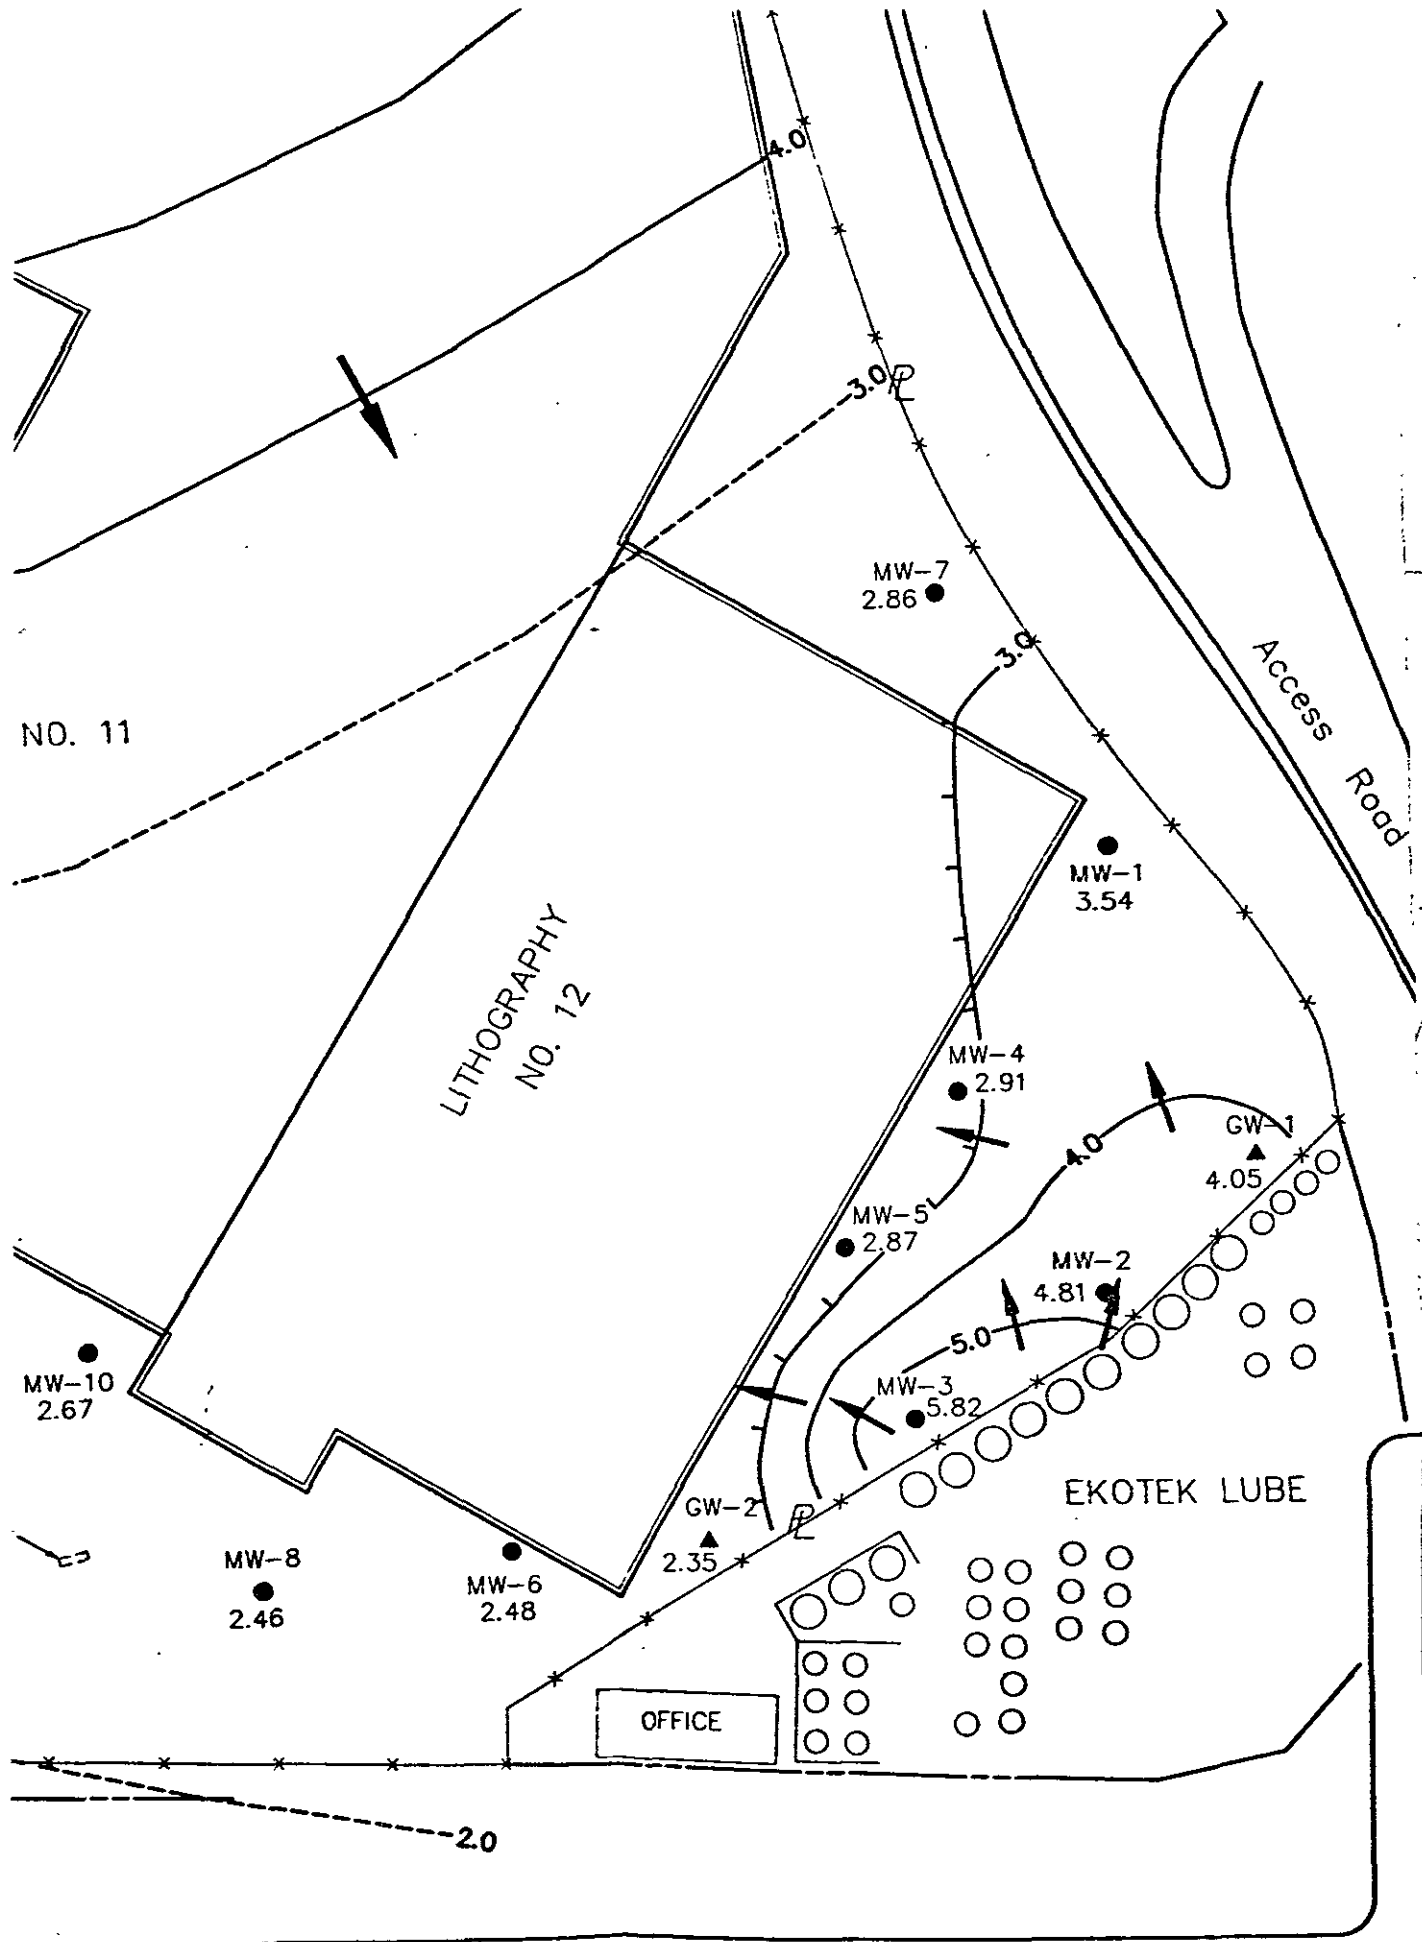 4.0
3.0
PL
MW-7
2.86
3.0
Access Road
NO. 11
MW-1
3.54
LITHOGRAPHY
NO. 12
MW-4
2.91
GW-1
4.05
4.0
MW-5
2.87
MW-2
4.81
5.0
MW-10
2.67
MW-3
5.82
EKOTEK LUBE
GW-2
2.35
PL
MW-8
2.46
MW-6
2.48
OFFICE
2.0